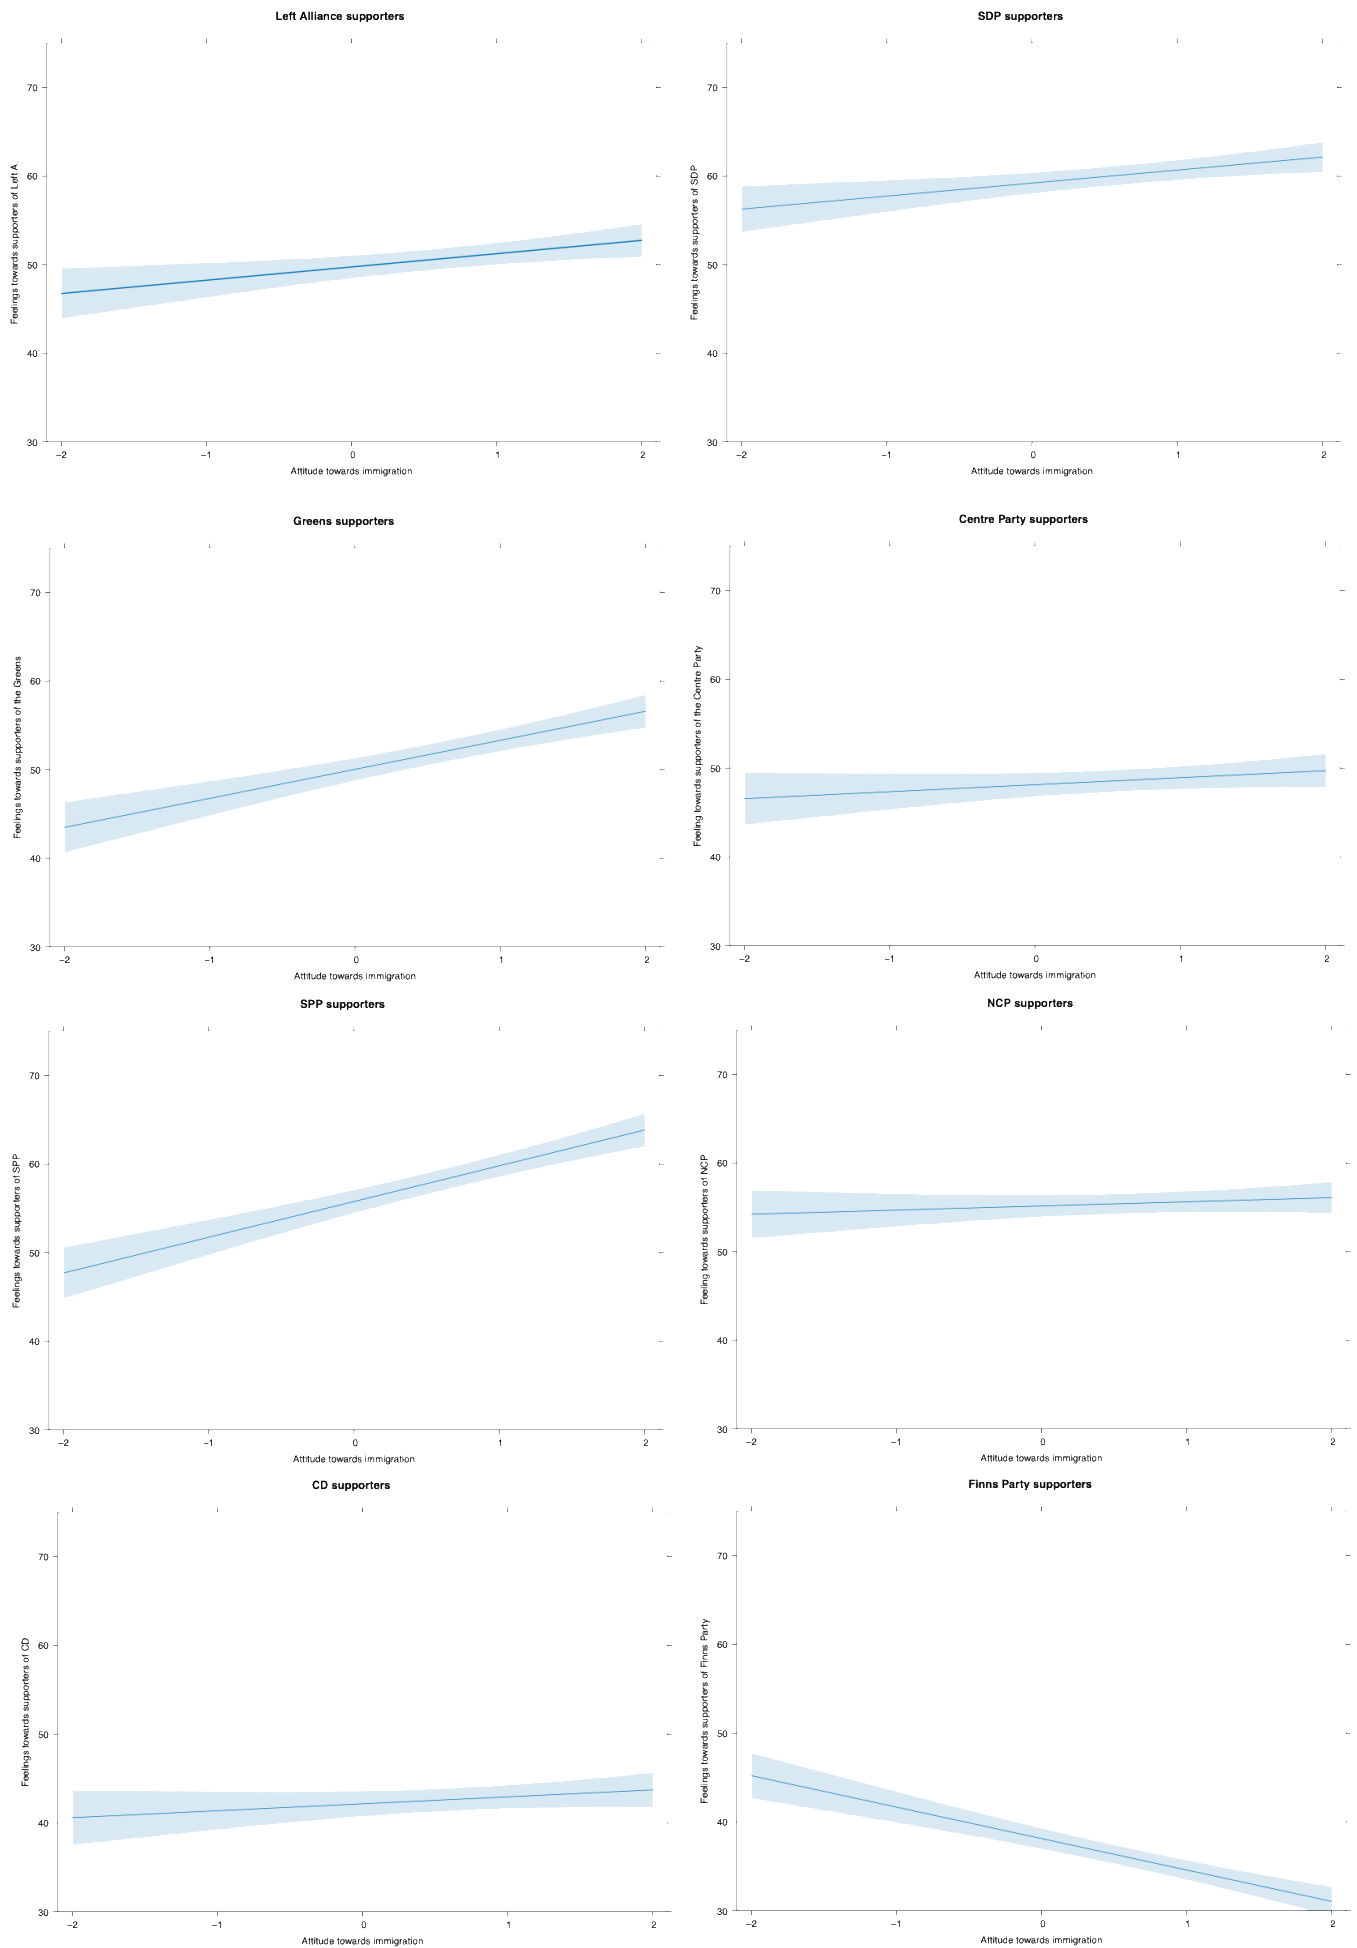 Left Alliance supporters
Feelings towards supporters of Left A.
70
60
50
40
30
−2 −1 0 1 2
Attitude towards immigration
SDP supporters
Feelings towards supporters of SDP
70
60
50
40
30
−2 −1 0 1 2
Attitude towards immigration
Greens supporters
Feelings towards supporters of the Greens
70
60
50
40
30
−2 −1 0 1 2
Attitude towards immigration
Centre Party supporters
Feeling towards supporters of the Centre Party
70
60
50
40
30
−2 −1 0 1 2
Attitude towards immigration
SPP supporters
Feelings towards supporters of SPP
70
60
50
40
30
−2 −1 0 1 2
Attitude towards immigration
NCP supporters
Feeling towards supporters of NCP
70
60
50
40
30
−2 −1 0 1 2
Attitude towards immigration
CD supporters
Feelings towards supporters of CD
70
60
50
40
30
−2 −1 0 1 2
Attitude towards immigration
Finns Party supporters
Feelings towards supporters of Finns Party
70
60
50
40
30
−2 −1 0 1 2
Attitude towards immigration